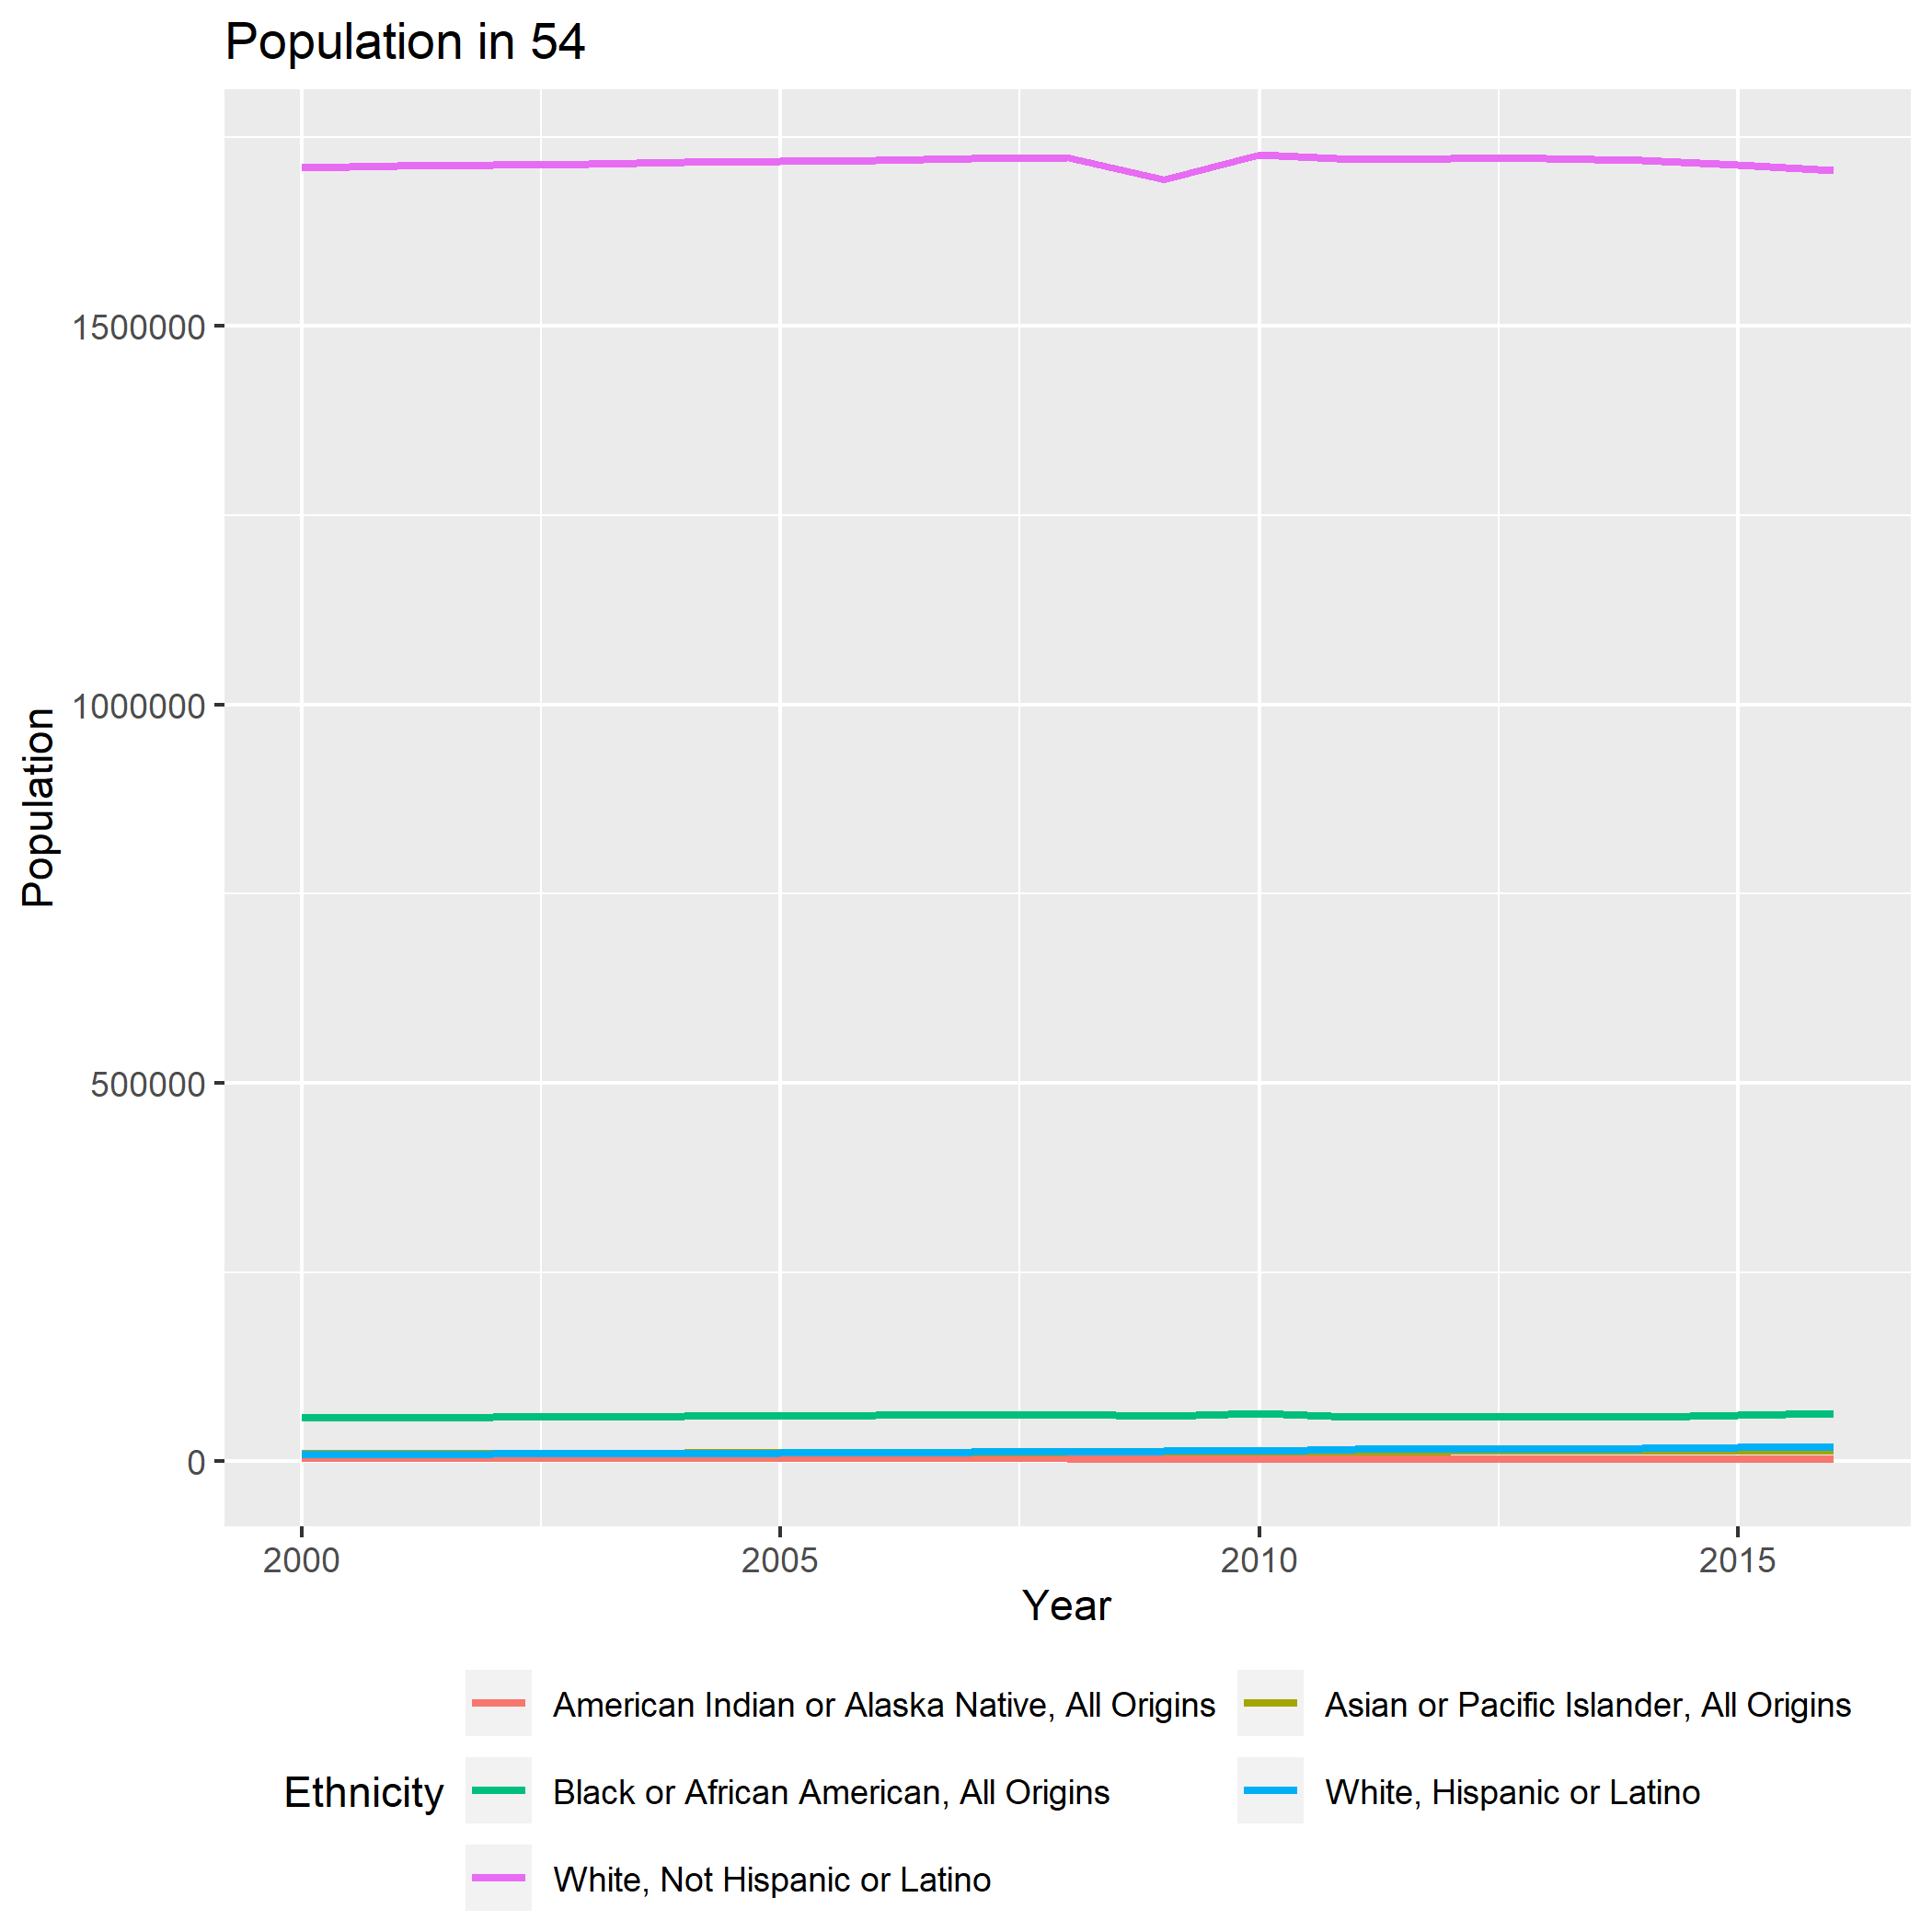 Population in 54
Population
1500000
1000000
500000
0
2000 2005 2010 2015
Year
Ethnicity
American Indian or Alaska Native, All Origins
Asian or Pacific Islander, All Origins
Black or African American, All Origins
White, Hispanic or Latino
White, Not Hispanic or Latino